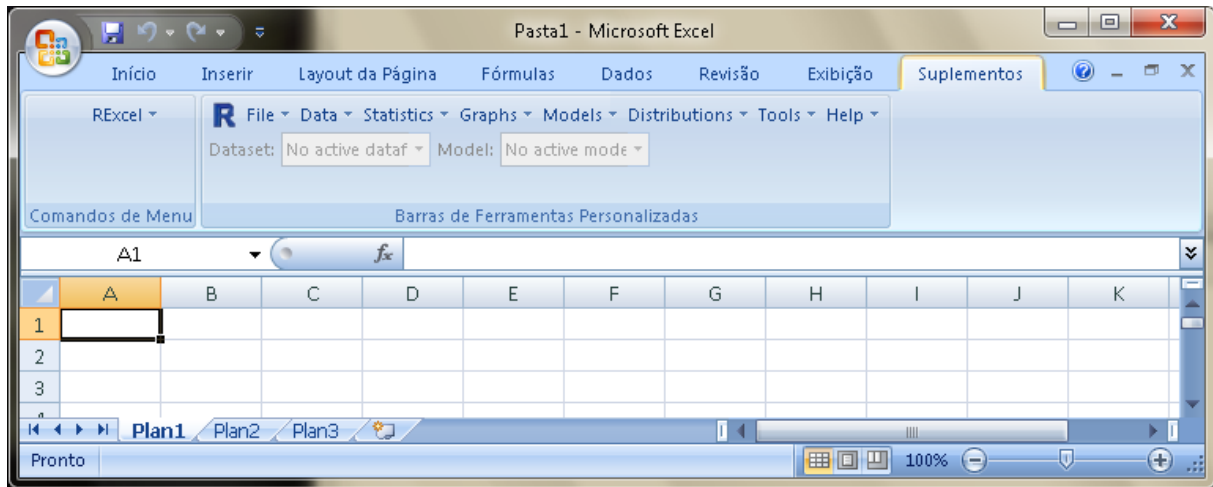 Pasta1 - Microsoft Excel
Início Inserir Layout da Página Fórmulas Dados Revisão Exibição Suplementos
RExcel R File Data Statistics Graphs Models Distributions Tools Help
Dataset: No active dataf Model: No active mode
Comandos de Menu Barras de Ferramentas Personalizadas
A1 fx
A B C D E F G H I J K
1
2
3
Plan1 Plan2 Plan3
Pronto 100%